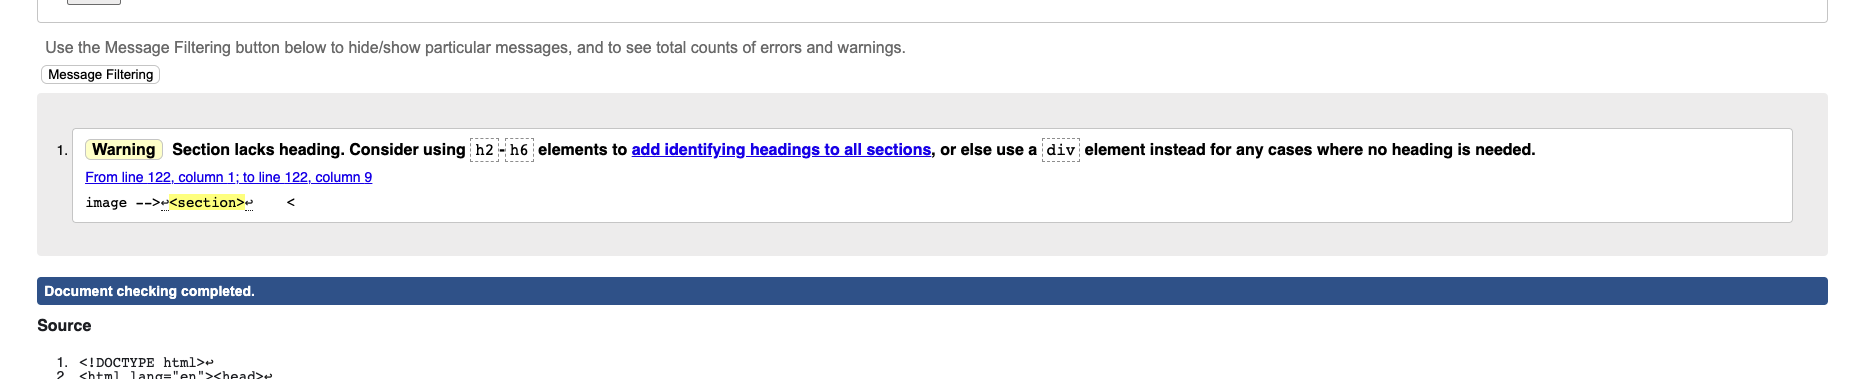 Use the Message Filtering button below to hide/show particular messages, and to see total counts of errors and warnings.
Message Filtering
1. Warning Section lacks heading. Consider using h2-h6 elements to add identifying headings to all sections, or else use a div element instead for any cases where no heading is needed.
From line 122, column 1; to line 122, column 9
image -->↩<section>↩    <
Document checking completed.
Source
1. <!DOCTYPE html>↩
2. <html lang="en"><head>↩